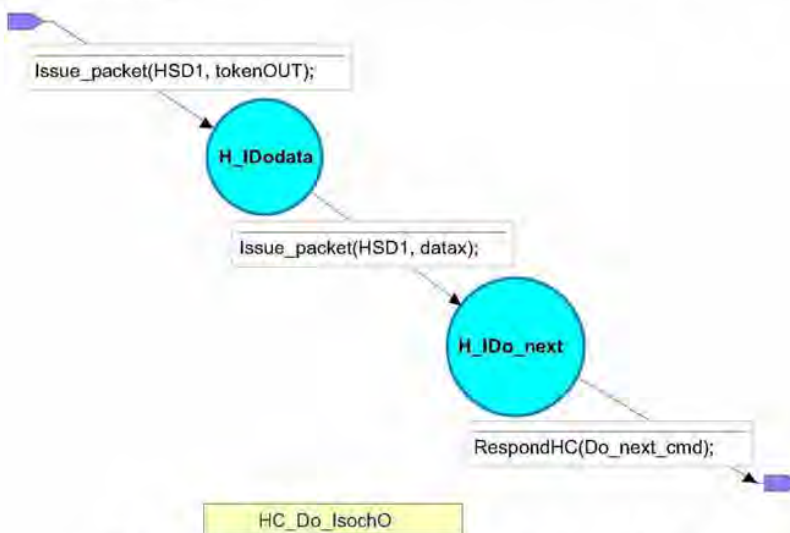 Issue_packet(HSD1, tokenOUT);
H_IDodata
Issue_packet(HSD1, datax);
H_IDo_next
RespondHC(Do_next_cmd);
HC_Do_IsochO